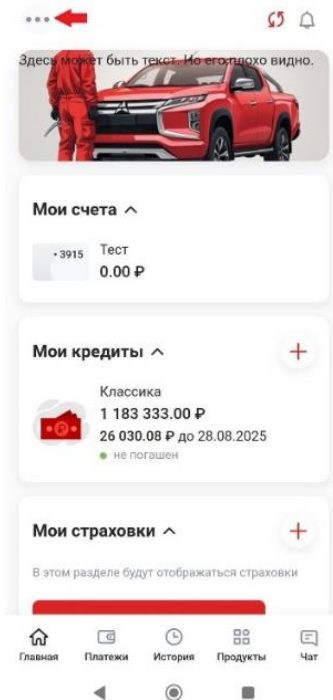 Здесь может быть текст. Но его плохо видно.
Мои счета
• 3915 Тест
0.00 ₽
Мои кредиты
Классика
1 183 333.00 ₽
26 030.08 ₽ до 28.08.2025
не погашен
Мои страховки
В этом разделе будут отображаться страховки
Главная Платежи История Продукты Чат